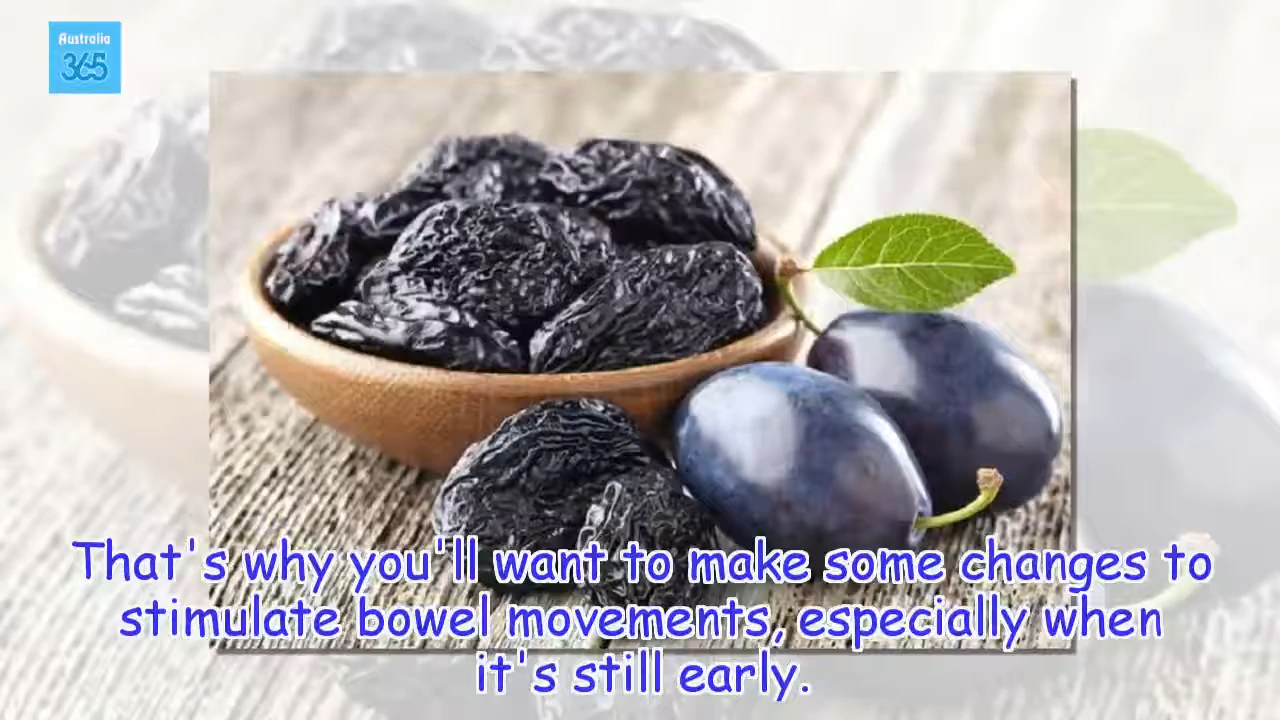 Australia
365
That's why you'll want to make some changes to
stimulate bowel movements, especially when
it's still early.